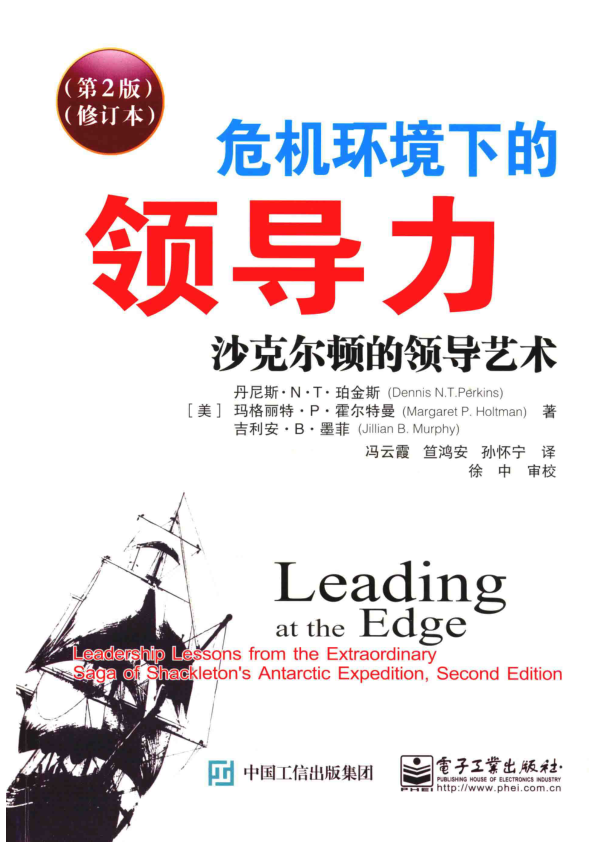 （第2版）
（修订本）
危机环境下的
领导力
沙克尔顿的领导艺术
丹尼斯·N·T·珀金斯 (Dennis N.T.Perkins)
［美］ 玛格丽特·P·霍尔特曼 (Margaret P. Holtman) 著
吉利安·B·墨菲 (Jillian B. Murphy)
冯云霞 笪鸿安 孙怀宁 译
徐 中 审校
Leading
at the Edge
Leadership Lessons from the Extraordinary
Saga of Shackleton's Antarctic Expedition, Second Edition
中国工信出版集团
電子工業出版社·
PUBLISHING HOUSE OF ELECTRONICS INDUSTRY
PHEI http://www.phei.com.cn